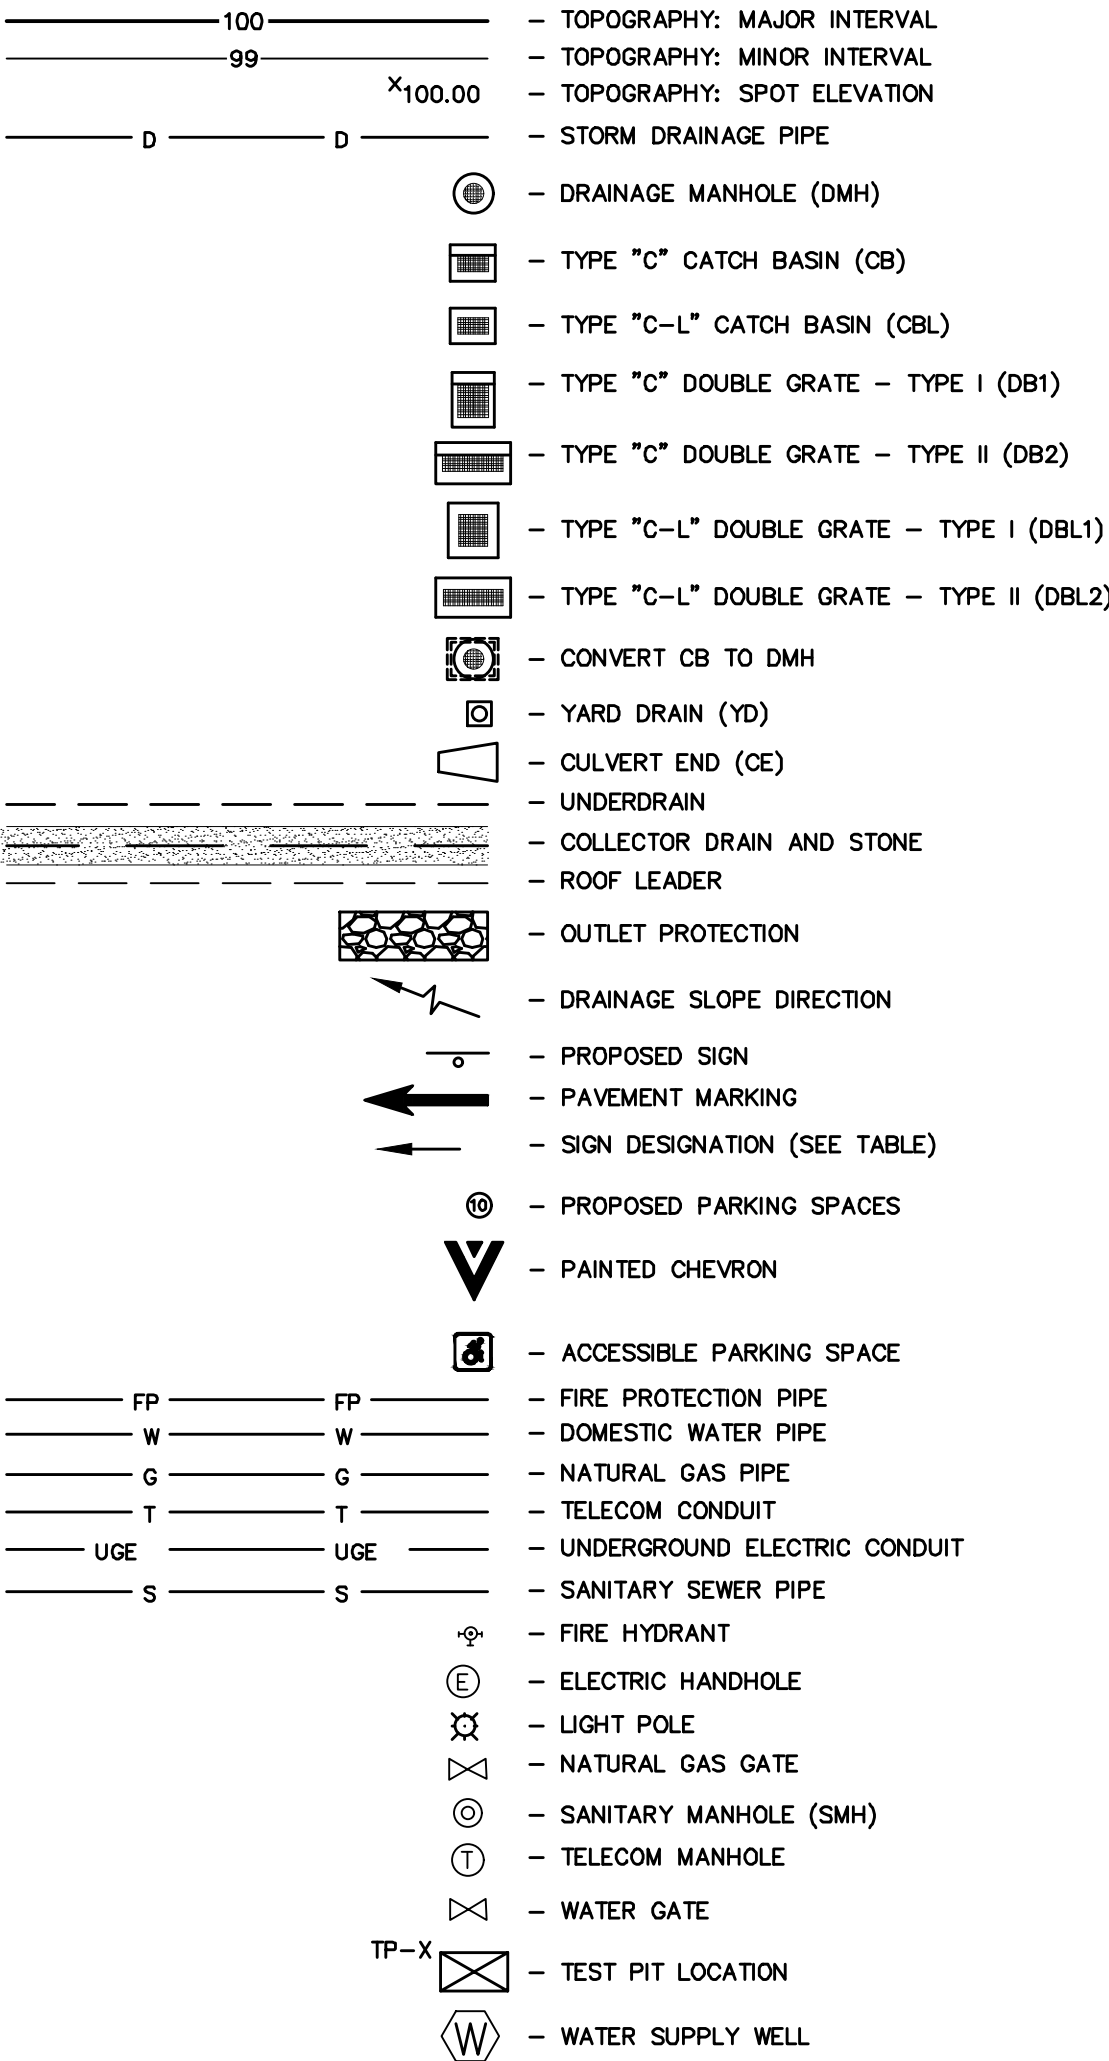 100 – TOPOGRAPHY: MAJOR INTERVAL
99 – TOPOGRAPHY: MINOR INTERVAL
X 100.00 – TOPOGRAPHY: SPOT ELEVATION
D D – STORM DRAINAGE PIPE
– DRAINAGE MANHOLE (DMH)
– TYPE "C" CATCH BASIN (CB)
– TYPE "C–L" CATCH BASIN (CBL)
– TYPE "C" DOUBLE GRATE – TYPE I (DB1)
– TYPE "C" DOUBLE GRATE – TYPE II (DB2)
– TYPE "C–L" DOUBLE GRATE – TYPE I (DBL1)
– TYPE "C–L" DOUBLE GRATE – TYPE II (DBL2)
– CONVERT CB TO DMH
– YARD DRAIN (YD)
– CULVERT END (CE)
– UNDERDRAIN
– COLLECTOR DRAIN AND STONE
– ROOF LEADER
– OUTLET PROTECTION
– DRAINAGE SLOPE DIRECTION
– PROPOSED SIGN
– PAVEMENT MARKING
– SIGN DESIGNATION (SEE TABLE)
10 – PROPOSED PARKING SPACES
– PAINTED CHEVRON
– ACCESSIBLE PARKING SPACE
FP FP – FIRE PROTECTION PIPE
W W – DOMESTIC WATER PIPE
G G – NATURAL GAS PIPE
T T – TELECOM CONDUIT
UGE UGE – UNDERGROUND ELECTRIC CONDUIT
S S – SANITARY SEWER PIPE
– FIRE HYDRANT
E – ELECTRIC HANDHOLE
– LIGHT POLE
– NATURAL GAS GATE
– SANITARY MANHOLE (SMH)
T – TELECOM MANHOLE
– WATER GATE
TP–X – TEST PIT LOCATION
W – WATER SUPPLY WELL